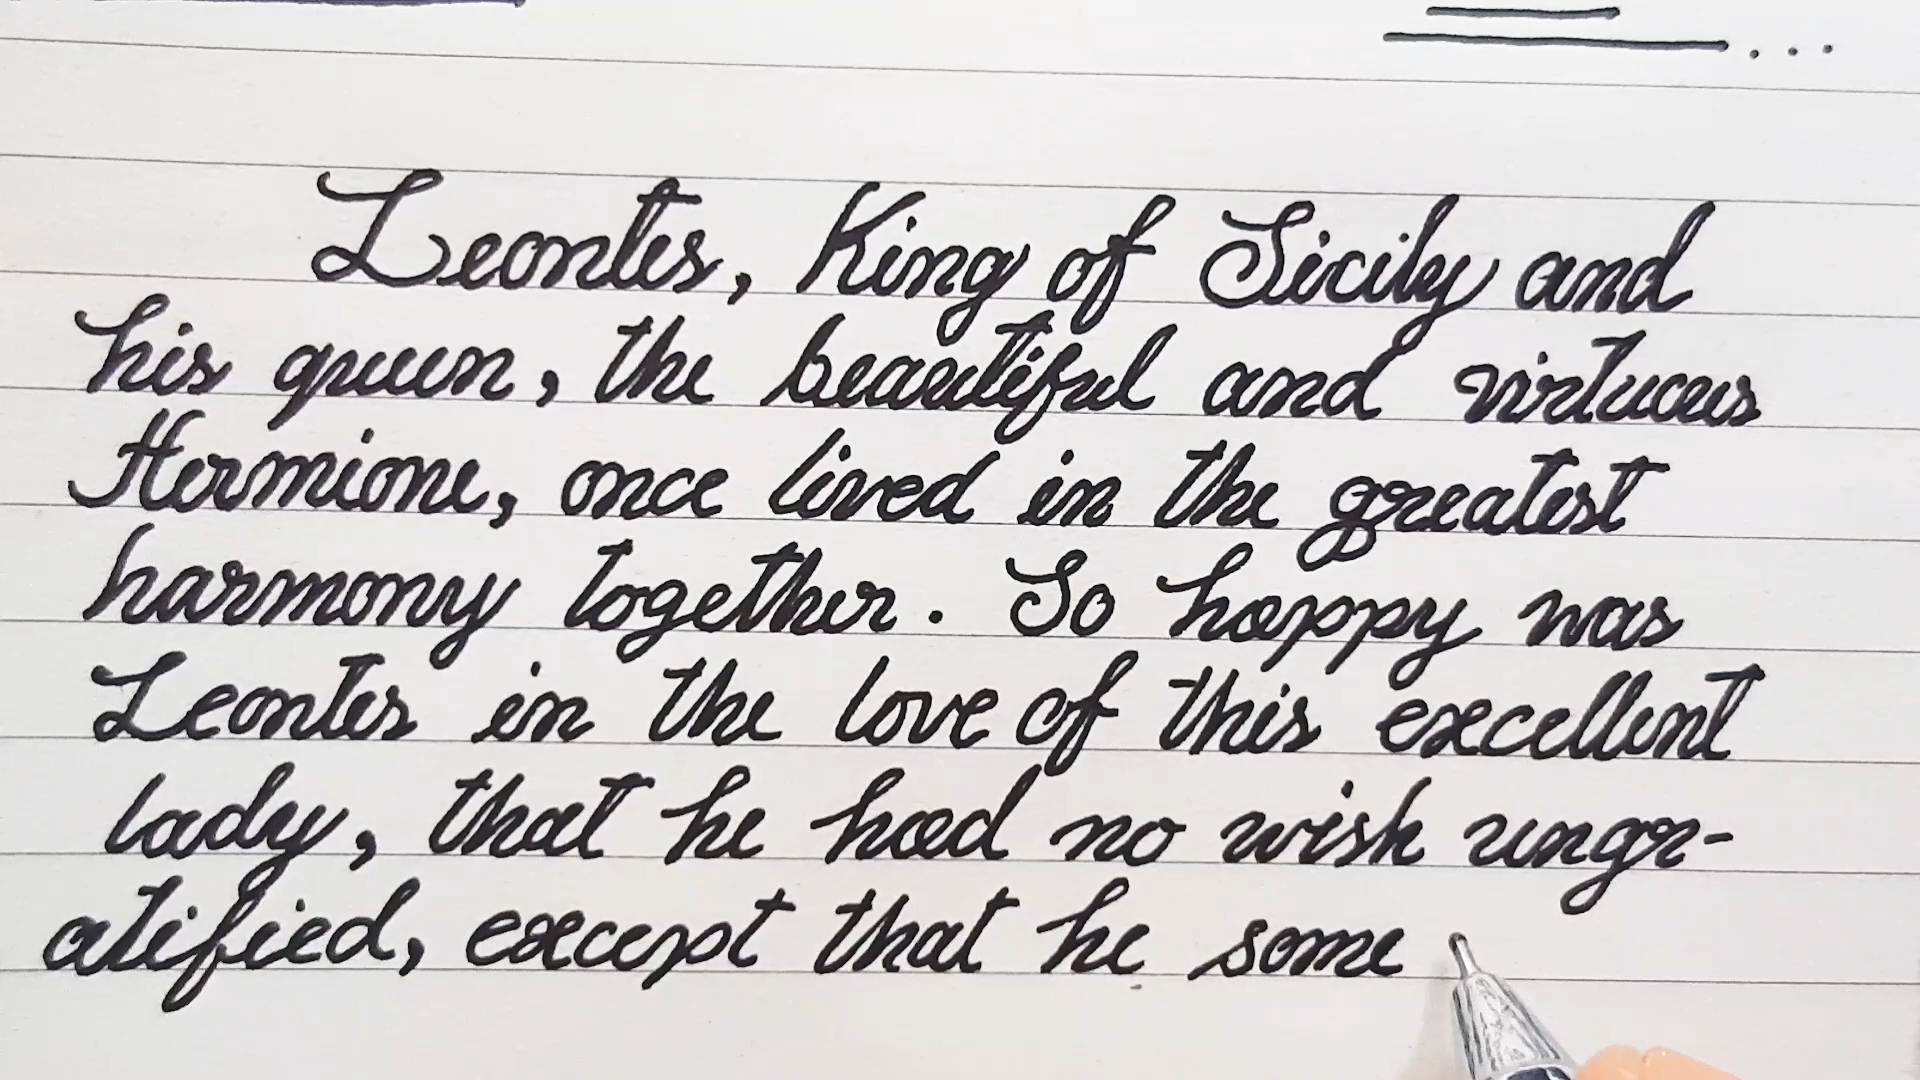 Leontes, King of Sicily and
his queen, the beautiful and virtuous
Hermione, once lived in the greatest
harmony together. So happy was
Leontes in the love of this excellent
lady, that he had no wish ungr-
atified, except that he some